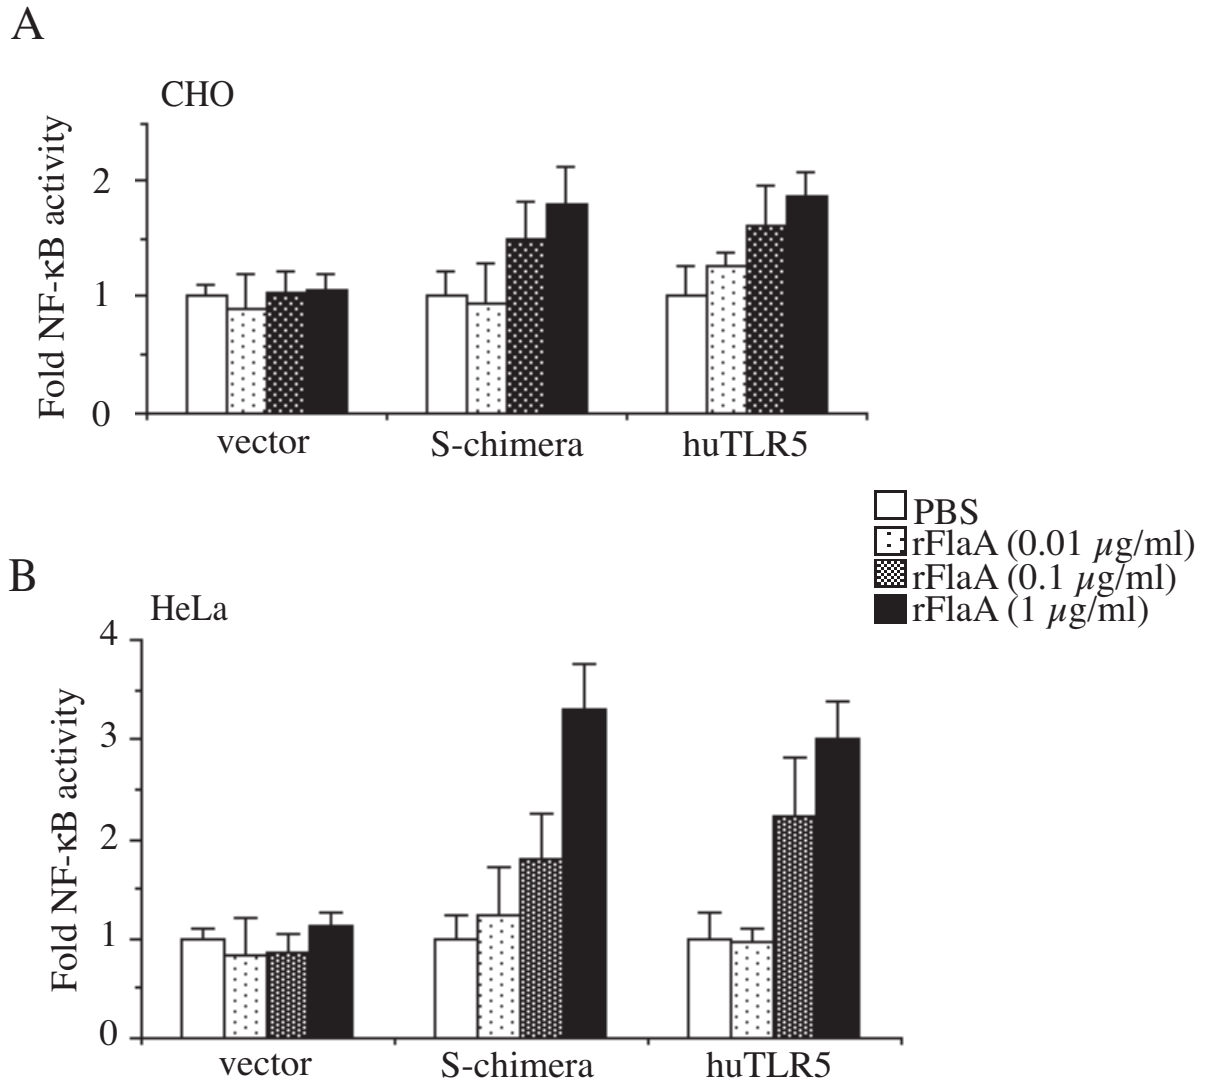 A
CHO
Fold NF-κB activity
2
1
0
vector S-chimera huTLR5
PBS
rFlaA (0.01 µg/ml)
rFlaA (0.1 µg/ml)
rFlaA (1 µg/ml)
B
HeLa
Fold NF-κB activity
4
3
2
1
0
vector S-chimera huTLR5